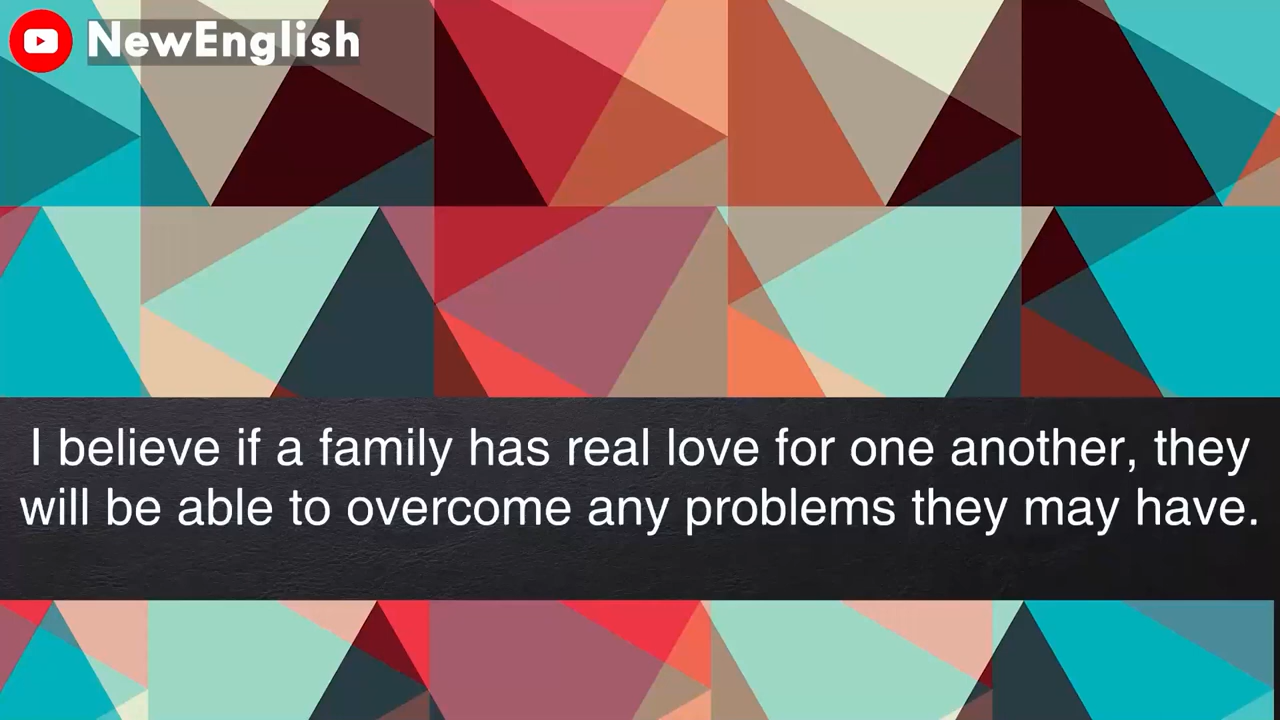 NewEnglish
I believe if a family has real love for one another, they
will be able to overcome any problems they may have.